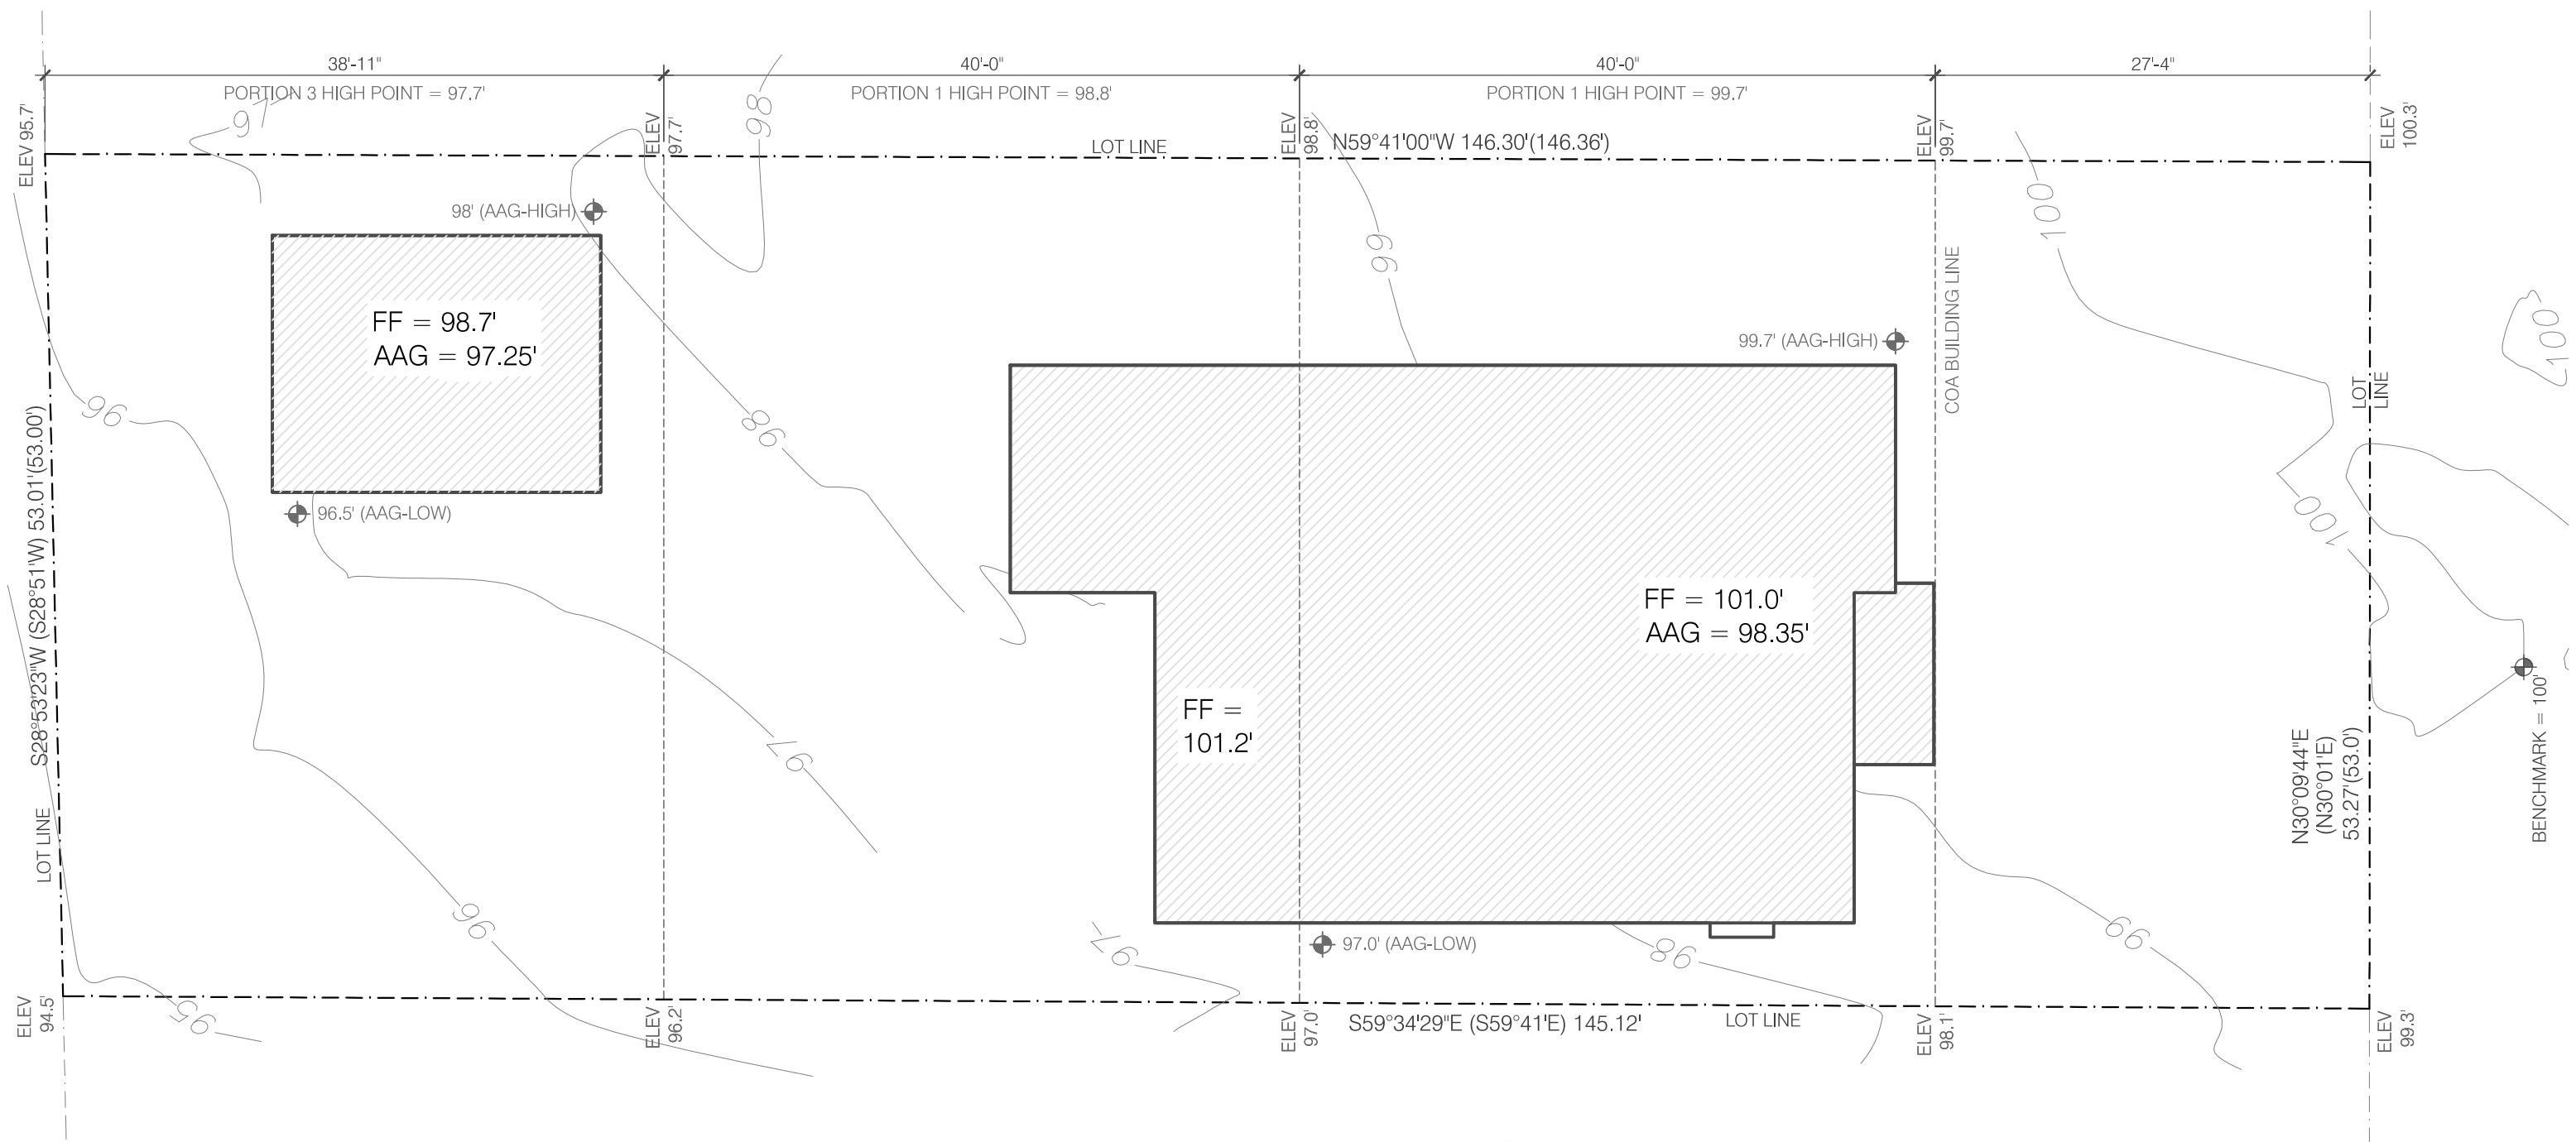 38'-11"
40'-0"
40'-0"
27'-4"
PORTION 3 HIGH POINT = 97.7'
PORTION 1 HIGH POINT = 98.8'
PORTION 1 HIGH POINT = 99.7'
ELEV 95.7'
97
ELEV
97.7'
98
ELEV
98.8'
ELEV
99.7'
ELEV
100.3'
LOT LINE
N59°41'00"W 146.30'(146.36')
98' (AAG-HIGH)
99
100
COA BUILDING LINE
99.7' (AAG-HIGH)
FF = 98.7'
AAG = 97.25'
100
LOT
LINE
96
98
96.5' (AAG-LOW)
100
S28°53'23"W (S28°51'W) 53.01'(53.00')
FF = 101.0'
AAG = 98.35'
FF =
101.2'
97
BENCHMARK = 100'
N30°09'44"E
(N30°01'E)
53.27'(53.0')
LOT LINE
96
97
97.0' (AAG-LOW)
98
99
95
ELEV
94.5'
ELEV
96.2'
ELEV
97.0'
S59°34'29"E (S59°41'E) 145.12'
LOT LINE
ELEV
98.1'
ELEV
99.3'